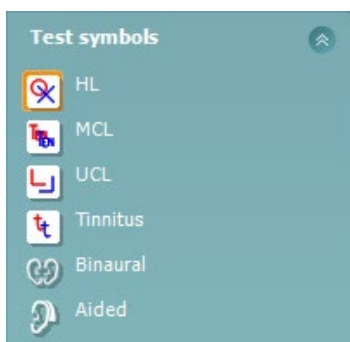 Test symbols
HL
MCL
UCL
Tinnitus
Binaural
Aided